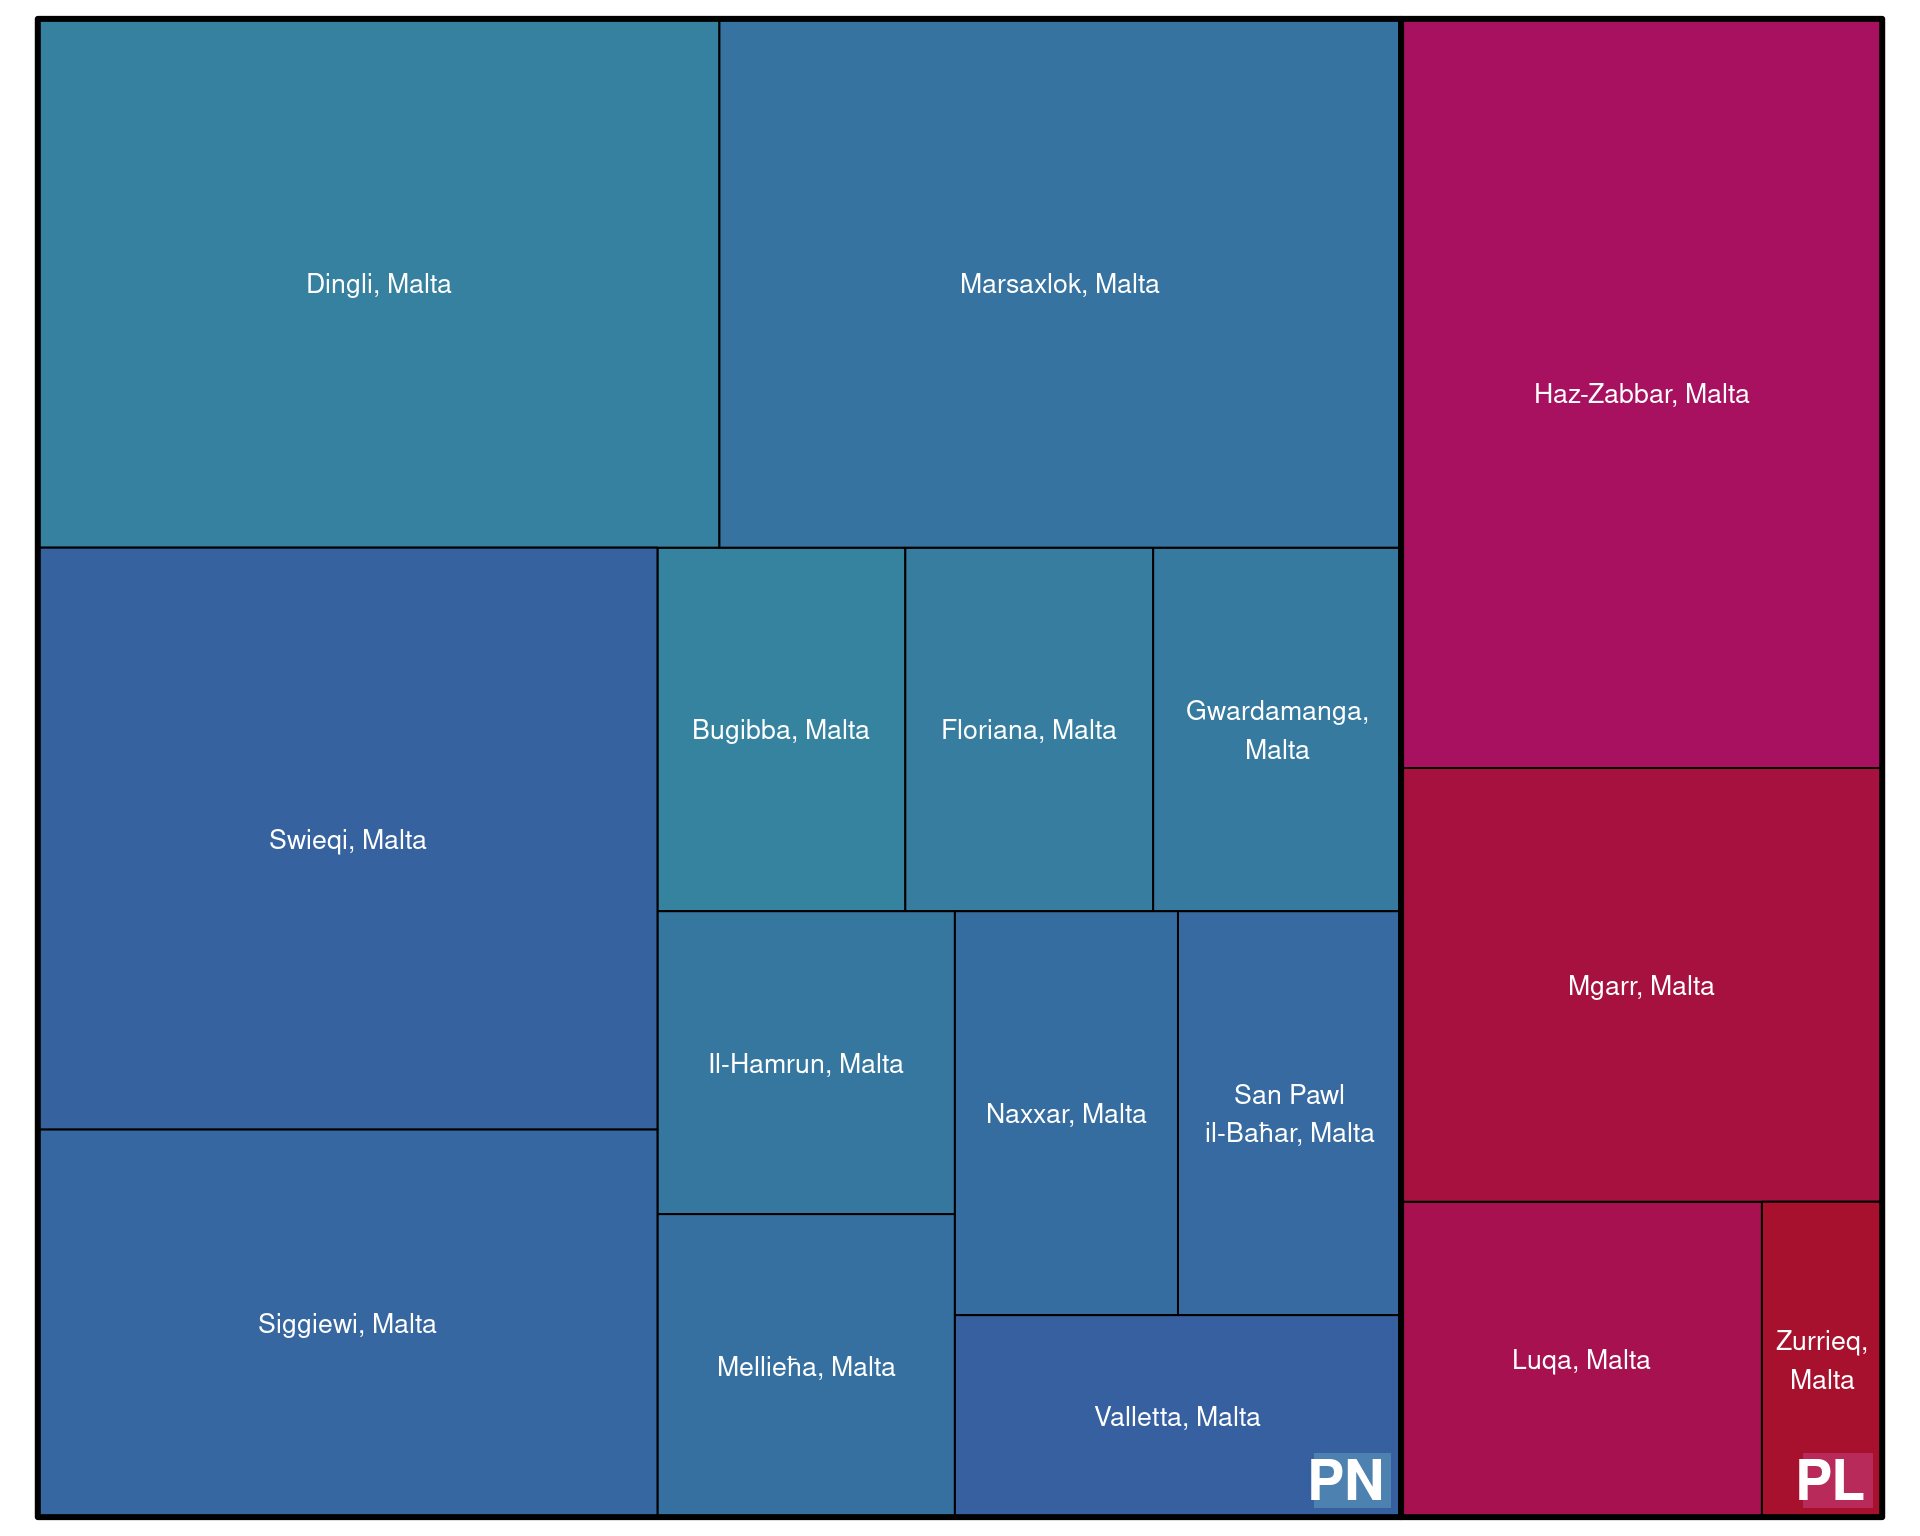 Dingli, Malta
Marsaxlok, Malta
Haz-Zabbar, Malta
Swieqi, Malta
Bugibba, Malta
Floriana, Malta
Gwardamanga,
Malta
Mgarr, Malta
Il-Hamrun, Malta
Naxxar, Malta
San Pawl
il-Baħar, Malta
Siggiewi, Malta
Mellieħa, Malta
Valletta, Malta
Luqa, Malta
Zurrieq,
Malta
PN
PL